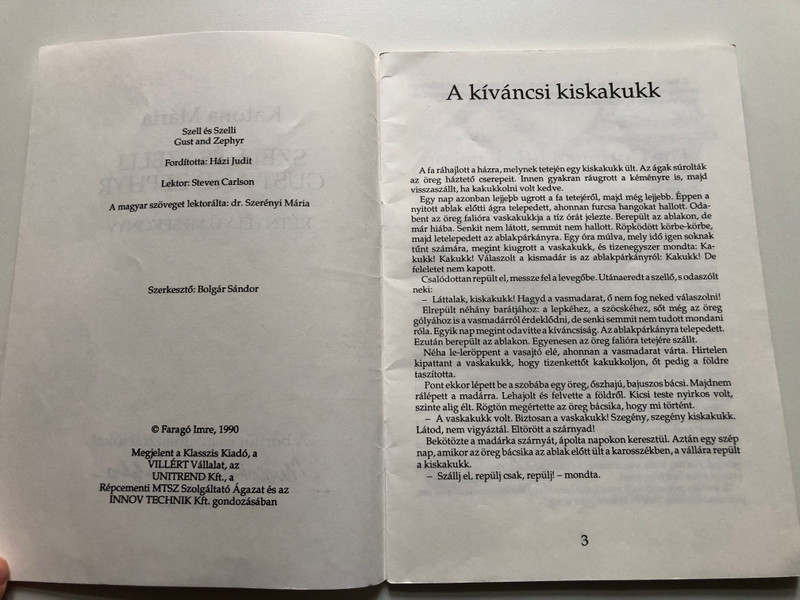 Szell és Szelli
Gust and Zephyr
Fordította: Házi Judit
Lektor: Steven Carlson
A magyar szöveget lektorálta: dr. Szerényi Mária
Szerkesztő: Bolgár Sándor
© Faragó Imre, 1990
Megjelent a Klasszis Kiadó, a
VILLÉRT Vállalat, az
UNITREND Kft., a
Répcementi MTSZ Szolgáltató Ágazat és az
INNOV TECHNIK Kft. gondozásában
A kíváncsi kiskakukk
A fa ráhajlott a házra, melynek tetején egy kiskakukk ült. Az ágak súrolták
az öreg háztető cserepeit. Innen gyakran ráugrott a kéményre is, majd
visszaszállt, ha kakukkolni volt kedve.
Egy nap azonban lejjebb ugrott a fa tetejéről, majd még lejjebb. Éppen a
nyitott ablak előtti ágra telepedett, ahonnan furcsa hangokat hallott. Oda-
bent az öreg falióra vaskakukkja a tíz órát jelezte. Berepült az ablakon, de
már hiába. Senkit nem látott, semmit nem hallott. Röpködött körbe-körbe,
majd letelepedett az ablakpárkányra. Egy óra múlva, mely idő igen soknak
tűnt számára, megint kiugrott a vaskakukk, és tizenegyszer mondta: Ka-
kukk! Kakukk! Válaszolt a kismadár is az ablakpárkányról: Kakukk! De
feleletet nem kapott.
Csalódottan repült el, messze fel a levegőbe. Utánaeredt a szellő, s odaszólt
neki:
– Láttalak, kiskakukk! Hagyd a vasmadarat, ő nem fog neked válaszolni!
Elrepült néhány barátjához: a lepkéhez, a szöcskéhez, sőt még az öreg
gólyához is a vasmadárról érdeklődni, de senki semmit nem tudott mondani
róla. Egyik nap megint odavitte a kíváncsiság. Az ablakpárkányra telepedett.
Ezután berepült az ablakon. Egyenesen az öreg falióra tetejére szállt.
Néha le-leröppent a vasajtó elé, ahonnan a vasmadarat várta. Hirtelen
kipattant a vaskakukk, hogy tizenkettőt kakukkoljon, őt pedig a földre
taszította.
Pont ekkor lépett be a szobába egy öreg, őszhajú, bajuszos bácsi. Majdnem
rálépett a madárra. Lehajolt és felvette a földről. Kicsi teste nyirkos volt,
szinte alig élt. Rögtön megértette az öreg bácsika, hogy mi történt.
– A vaskakukk volt. Biztosan a vaskakukk! Szegény, szegény kiskakukk.
Látod, nem vigyáztál. Eltörött a szárnyad!
Bekötözte a madárka szárnyát, ápolta napokon keresztül. Aztán egy szép
nap, amikor az öreg bácsika az ablak előtt ült a karosszékben, a vállára repült
a kiskakukk.
– Szállj el, repülj csak, repülj! – mondta.
3